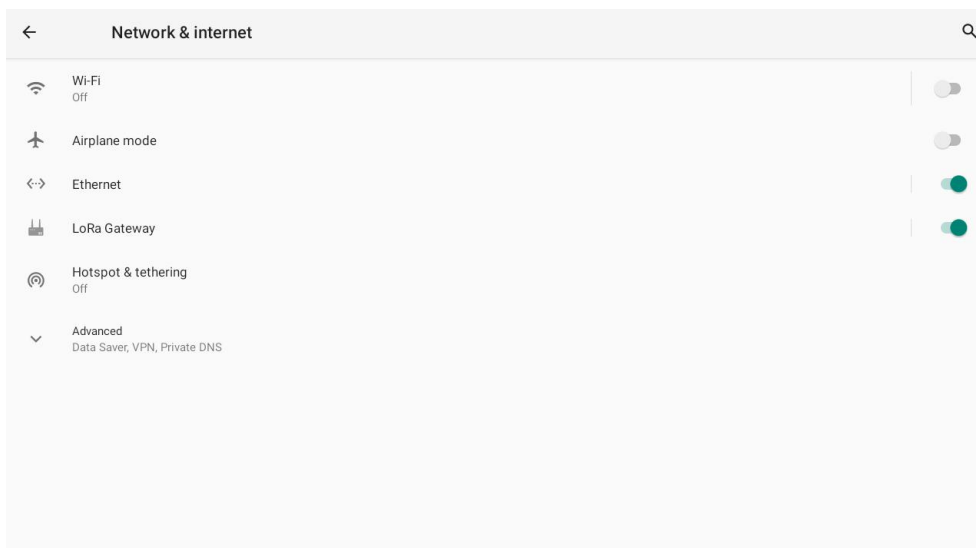 Network & internet
Wi-Fi
Off
Airplane mode
Ethernet
LoRa Gateway
Hotspot & tethering
Off
Advanced
Data Saver, VPN, Private DNS